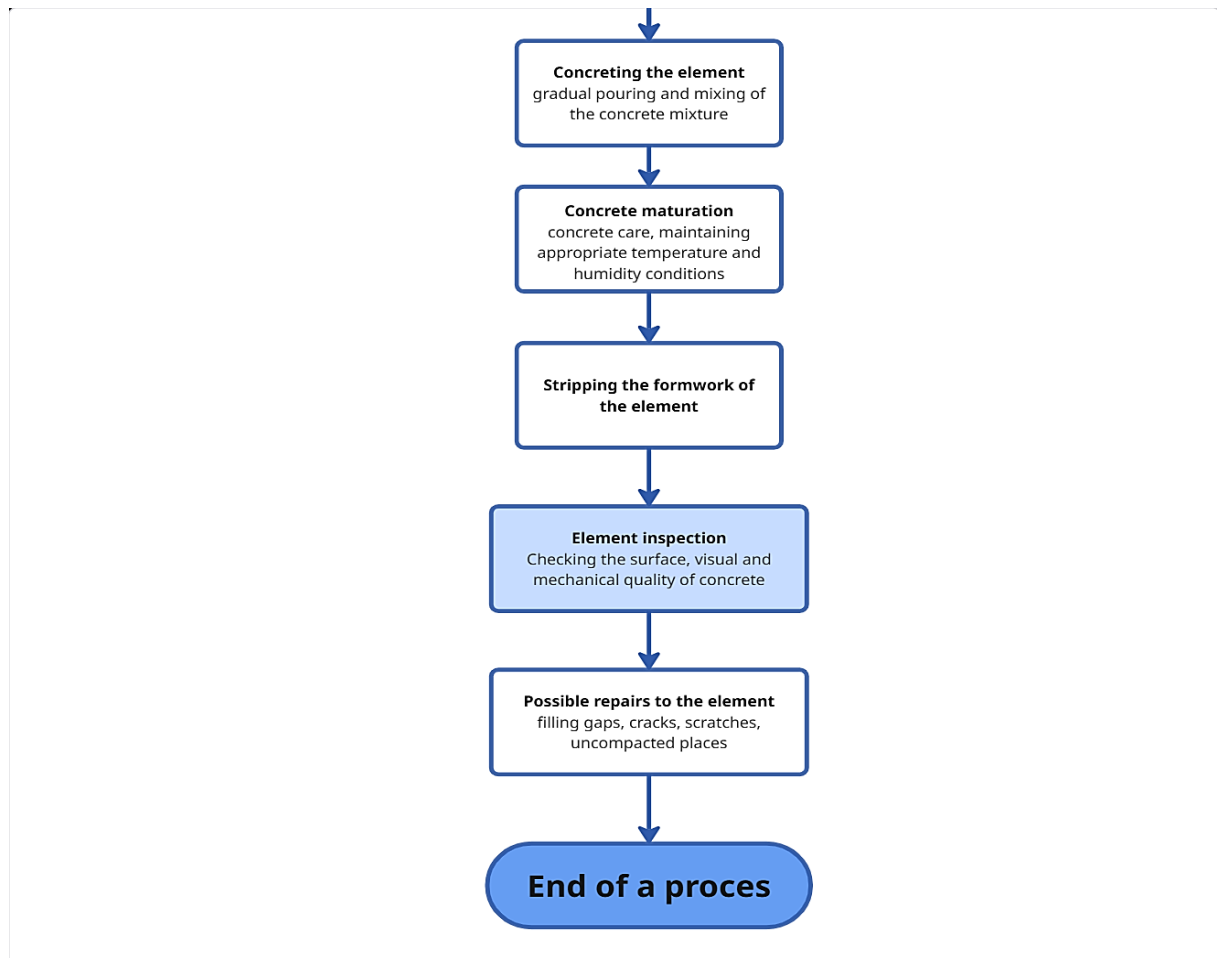 Concreting the element
gradual pouring and mixing of
the concrete mixture
Concrete maturation
concrete care, maintaining
appropriate temperature and
humidity conditions
Stripping the formwork of
the element
Element inspection
Checking the surface, visual and
mechanical quality of concrete
Possible repairs to the element
filling gaps, cracks, scratches,
uncompacted places
End of a proces